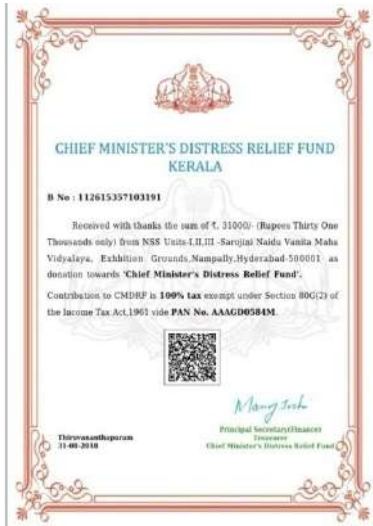 CHIEF MINISTER'S DISTRESS RELIEF FUND
KERALA
B No : 112615357103191
Received with thanks the sum of ₹. 31000/- (Rupees Thirty One
Thousands only) from NSS Units-I,II,III -Sarojini Naidu Vanita Maha
Vidyalaya, Exhbition Grounds,Nampally,Hyderabad-500001 as
donation towards 'Chief Minister's Distress Relief Fund'.
Contribution to CMDRF is 100% tax exempt under Section 80G(2) of
the Income Tax Act,1961 vide PAN No. AAAGD0584M.
Manoj Joshi
Principal Secretary(Finance)
Treasurer
Chief Minister's Distress Relief Fund
Thiruvananthapuram
31-08-2018